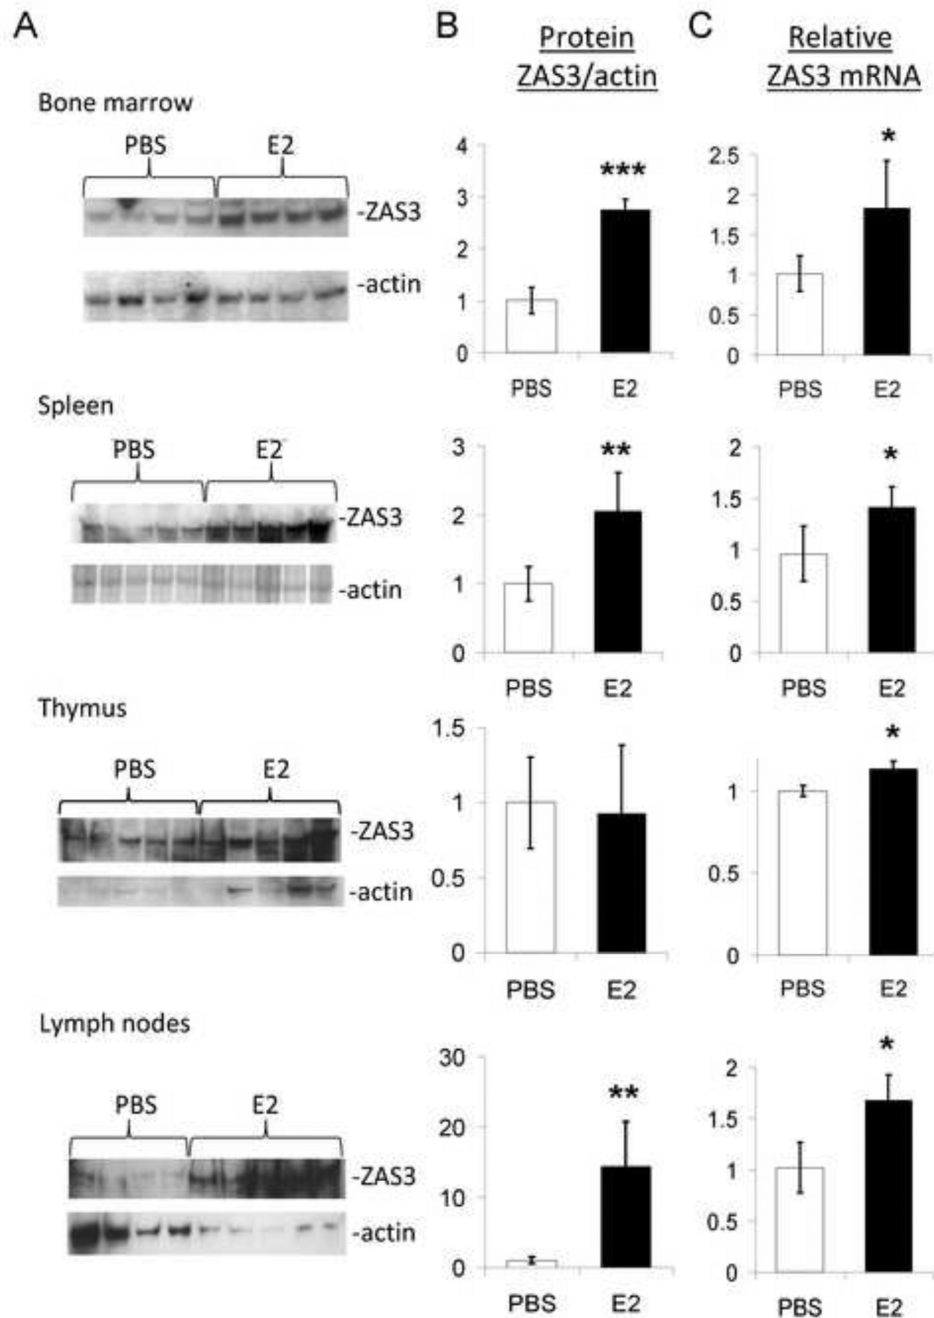 A
B
C
Protein
ZAS3/actin
Relative
ZAS3 mRNA
Bone marrow
PBS
E2
-ZAS3
-actin
4
3
2
1
0
***
PBS
E2
2.5
2
1.5
1
0.5
0
*
PBS
E2
Spleen
PBS
E2
-ZAS3
-actin
3
2
1
0
**
PBS
E2
2
1.5
1
0.5
0
*
PBS
E2
Thymus
PBS
E2
-ZAS3
-actin
1.5
1
0.5
0
PBS
E2
1
0.5
0
*
PBS
E2
Lymph nodes
PBS
E2
-ZAS3
-actin
30
20
10
0
**
PBS
E2
2
1.5
1
0.5
0
*
PBS
E2